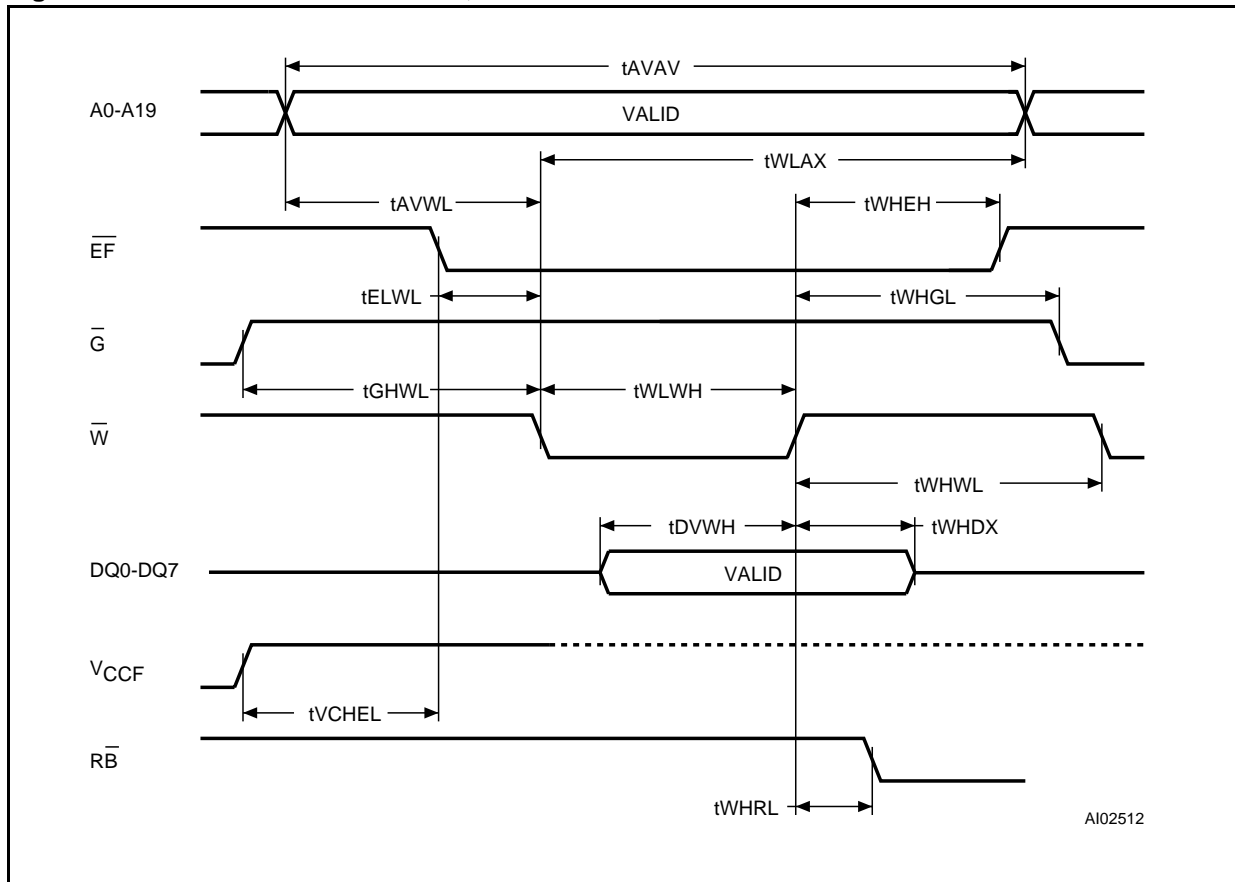 tAVAV
A0-A19
VALID
tWLAX
tAVWL
tWHEH
E̅F̅
tELWL
tWHGL
G̅
tGHWL
tWLWH
W̅
tWHWL
tDVWH
tWHDX
DQ0-DQ7
VALID
VCCF
tVCHEL
RB̅
tWHRL
AI02512